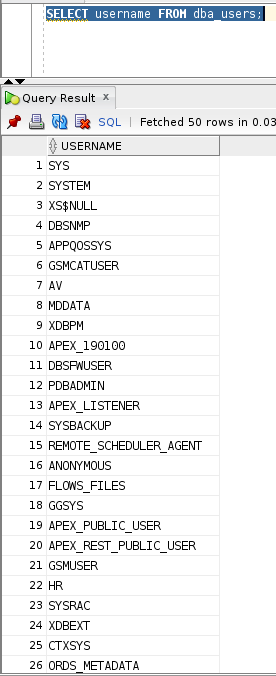 SELECT username FROM dba_users;
Query Result x
SQL | Fetched 50 rows in 0.03
USERNAME
1 SYS
2 SYSTEM
3 XS$NULL
4 DBSNMP
5 APPQOSSYS
6 GSMCATUSER
7 AV
8 MDDATA
9 XDBPM
10 APEX_190100
11 DBSFWUSER
12 PDBADMIN
13 APEX_LISTENER
14 SYSBACKUP
15 REMOTE_SCHEDULER_AGENT
16 ANONYMOUS
17 FLOWS_FILES
18 GGSYS
19 APEX_PUBLIC_USER
20 APEX_REST_PUBLIC_USER
21 GSMUSER
22 HR
23 SYSRAC
24 XDBEXT
25 CTXSYS
26 ORDS_METADATA